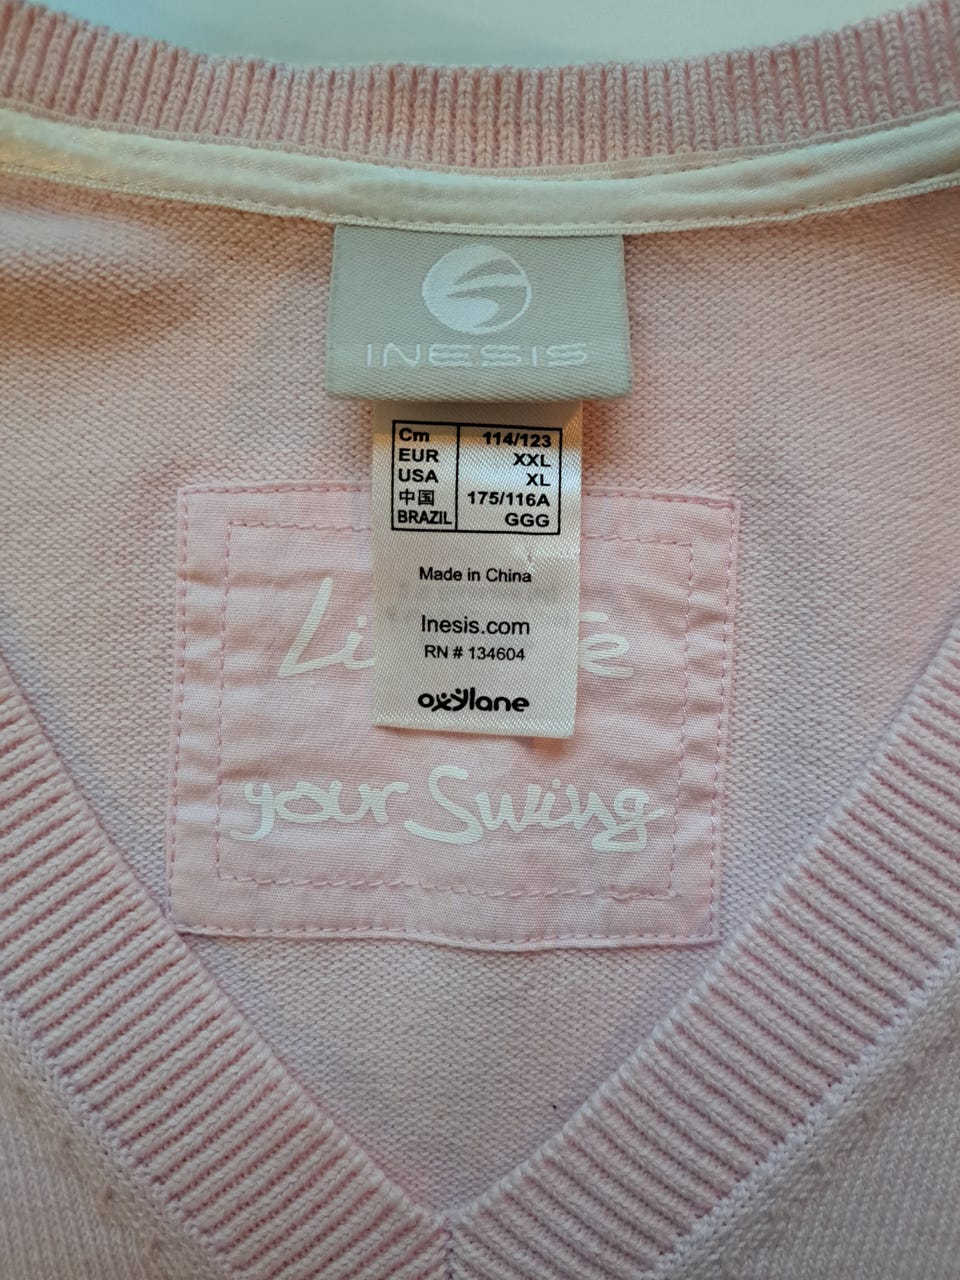 INESIS
Cm 114/123
EUR XXL
USA XL
中国 175/116A
BRAZIL GGG
Made in China
Inesis.com
RN # 134604
oxylane
your Swing